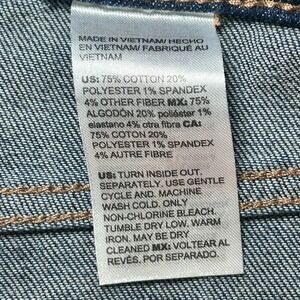 MADE IN VIETNAM/ HECHO
EN VIETNAM/ FABRIQUÉ AU
VIETNAM
US: 75% COTTON 20%
POLYESTER 1% SPANDEX
4% OTHER FIBER MX: 75%
ALGODÓN 20% poliéster 1%
elastano 4% otra fibra CA:
75% COTON 20%
POLYESTER 1% SPANDEX
4% AUTRE FIBRE
US: TURN INSIDE OUT.
SEPARATELY. USE GENTLE
CYCLE AND. MACHINE
WASH COLD. ONLY
NON-CHLORINE BLEACH.
TUMBLE DRY LOW. WARM
IRON. MAY BE DRY
CLEANED MX: VOLTEAR AL
REVÉS, POR SEPARADO.